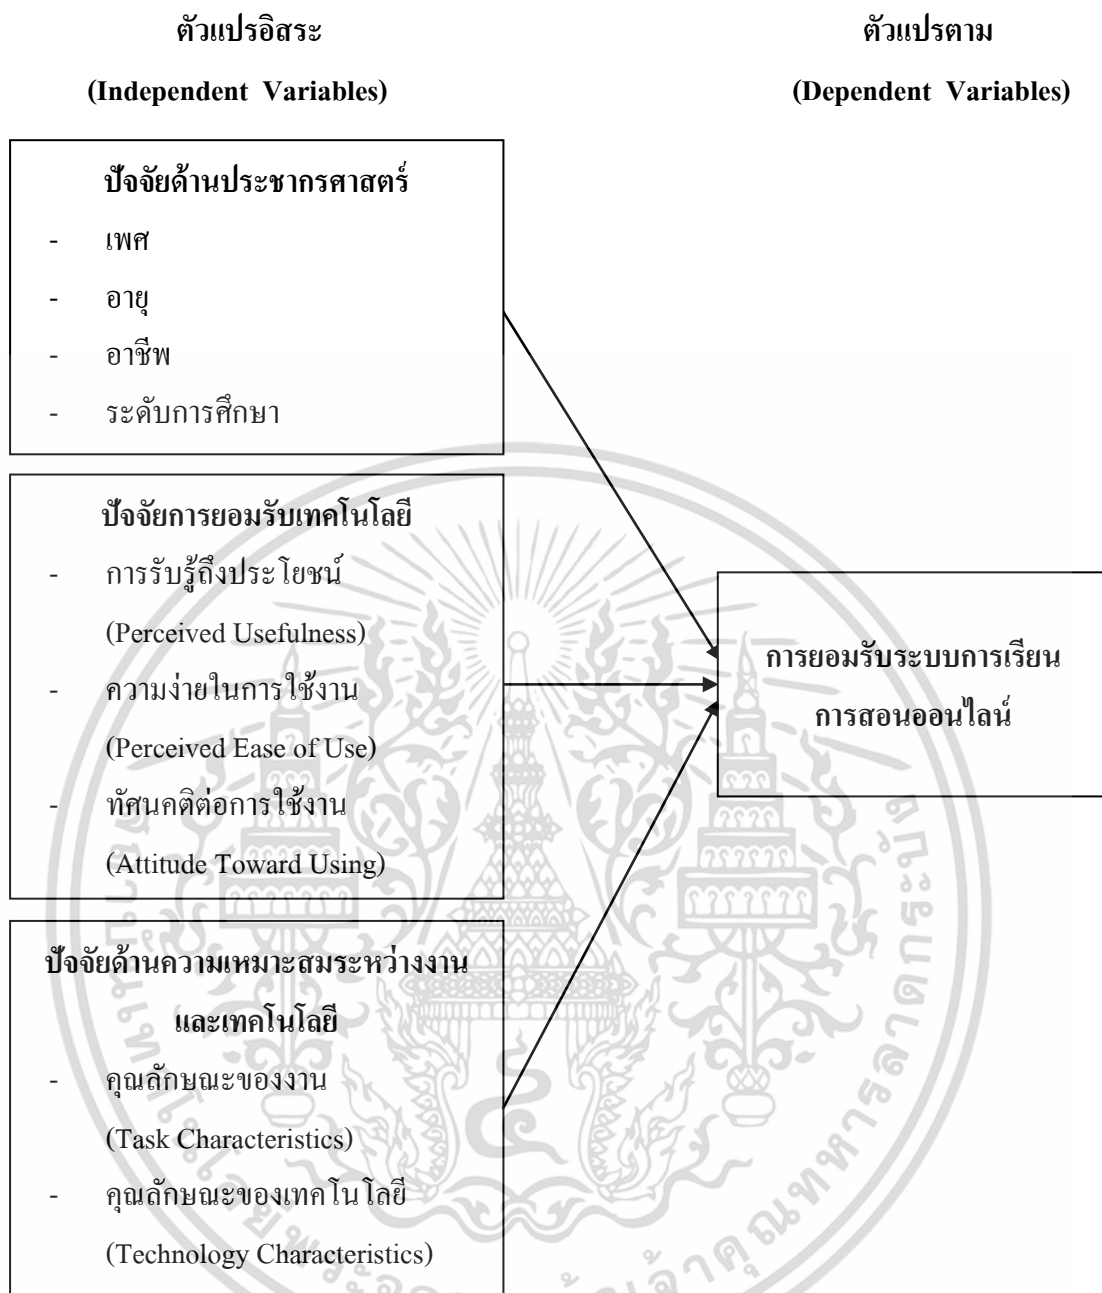 ตัวแปรอิสระ
(Independent Variables)
ตัวแปรตาม
(Dependent Variables)
ปัจจัยด้านประชากรศาสตร์
- เพศ
- อายุ
- อาชีพ
- ระดับการศึกษา
ปัจจัยการยอมรับเทคโนโลยี
- การรับรู้ถึงประโยชน์
(Perceived Usefulness)
- ความง่ายในการใช้งาน
(Perceived Ease of Use)
- ทัศนคติต่อการใช้งาน
(Attitude Toward Using)
ปัจจัยด้านความเหมาะสมระหว่างงาน
และเทคโนโลยี
- คุณลักษณะของงาน
(Task Characteristics)
- คุณลักษณะของเทคโนโลยี
(Technology Characteristics)
การยอมรับระบบการเรียน
การสอนออนไลน์